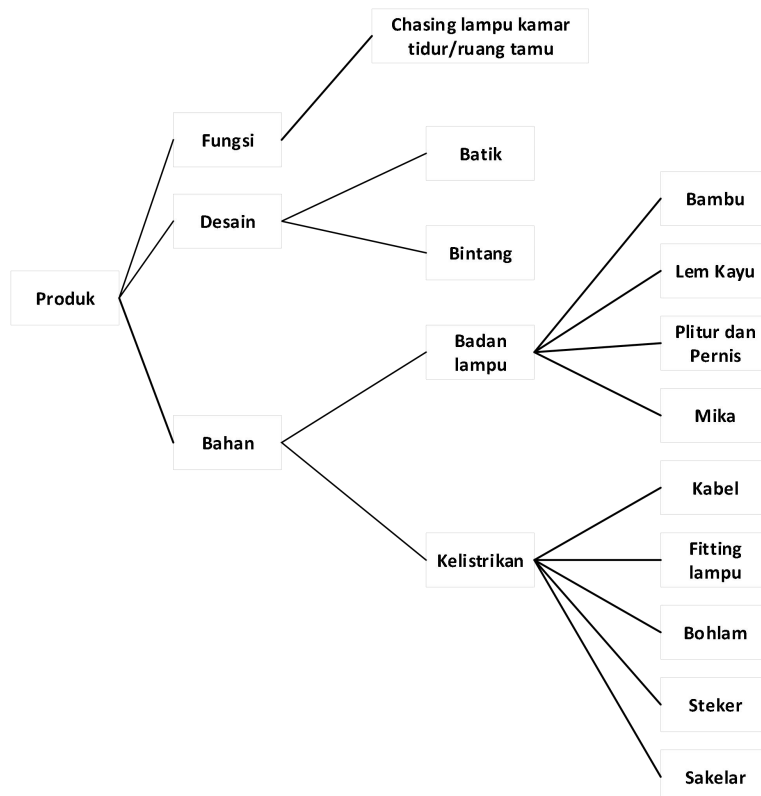 Chasing lampu kamar
tidur/ruang tamu
Fungsi
Batik
Desain
Bambu
Bintang
Lem Kayu
Produk
Badan
lampu
Plitur dan
Pernis
Mika
Bahan
Kabel
Kelistrikan
Fitting
lampu
Bohlam
Steker
Sakelar